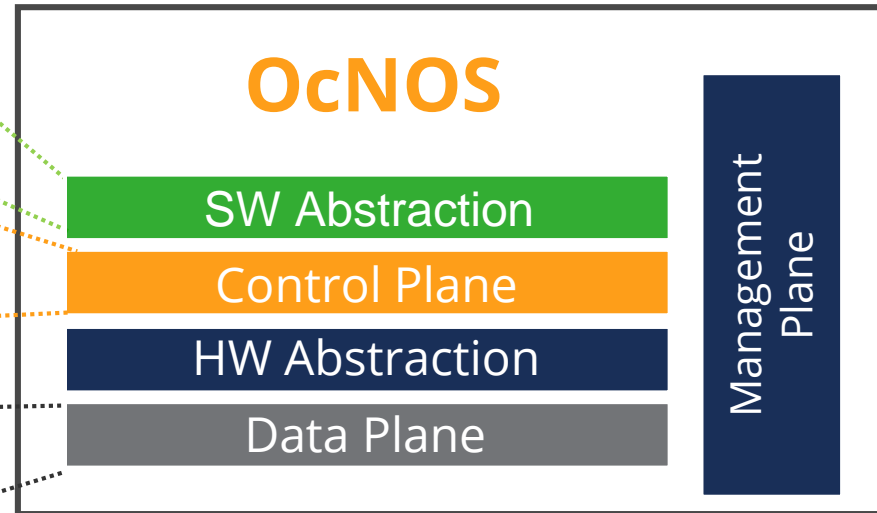 OcNOS
SW Abstraction
Control Plane
HW Abstraction
Data Plane
Management
Plane